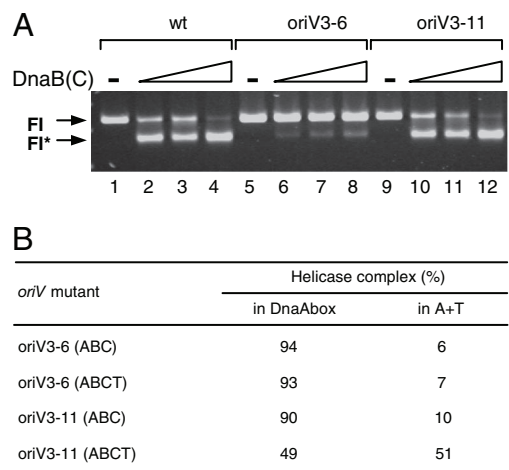 A
wt oriV3-6 oriV3-11
DnaB(C) - - -
FI
FI*
1 2 3 4 5 6 7 8 9 10 11 12
B
oriV mutant
Helicase complex (%)
in DnaAbox in A+T
oriV3-6 (ABC) 94 6
oriV3-6 (ABCT) 93 7
oriV3-11 (ABC) 90 10
oriV3-11 (ABCT) 49 51